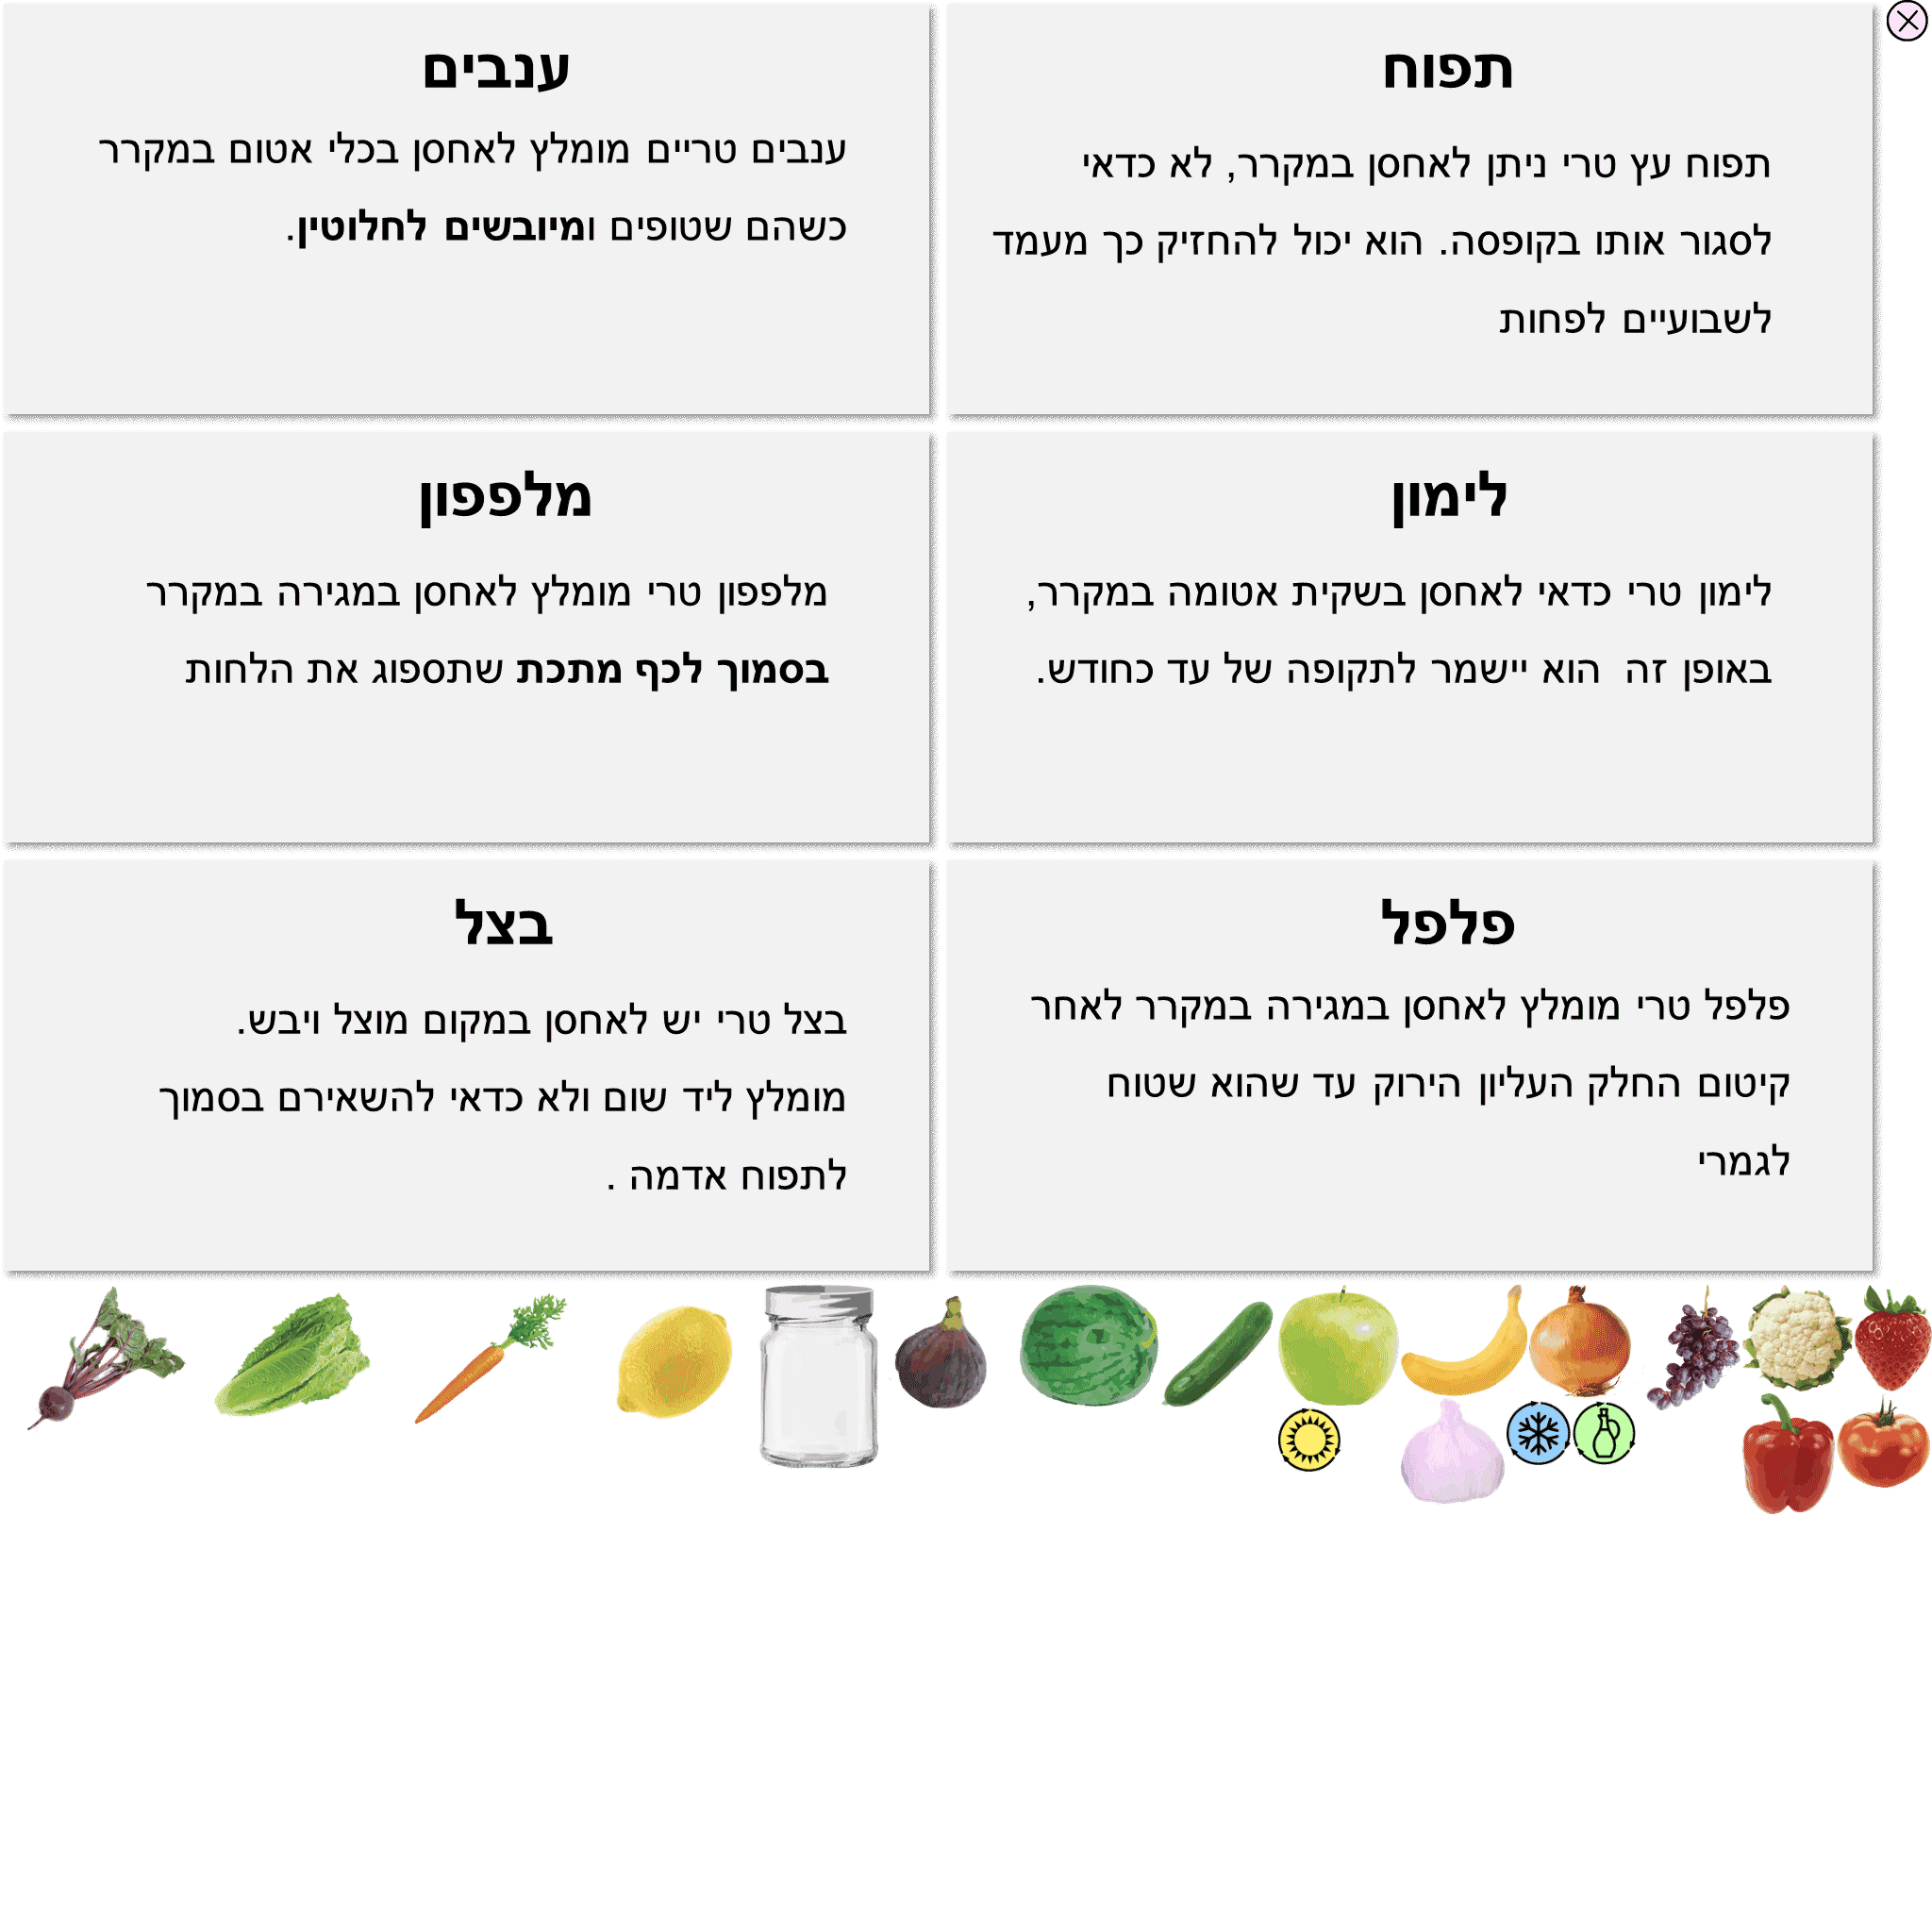 תפוח
תפוח עץ טרי ניתן לאחסן במקרר, לא כדאי
לסגור אותו בקופסה. הוא יכול להחזיק כך מעמד
לשבועיים לפחות
ענבים
ענבים טריים מומלץ לאחסן בכלי אטום במקרר
כשהם שטופים ומיובשים לחלוטין.
לימון
לימון טרי כדאי לאחסן בשקית אטומה במקרר,
באופן זה הוא יישמר לתקופה של עד כחודש.
מלפפון
מלפפון טרי מומלץ לאחסן במגירה במקרר
בסמוך לכף מתכת שתספוג את הלחות
פלפל
פלפל טרי מומלץ לאחסן במגירה במקרר לאחר
קיטום החלק העליון הירוק עד שהוא שטוח
לגמרי
בצל
בצל טרי יש לאחסן במקום מוצל ויבש.
מומלץ ליד שום ולא כדאי להשאירם בסמוך
לתפוח אדמה .